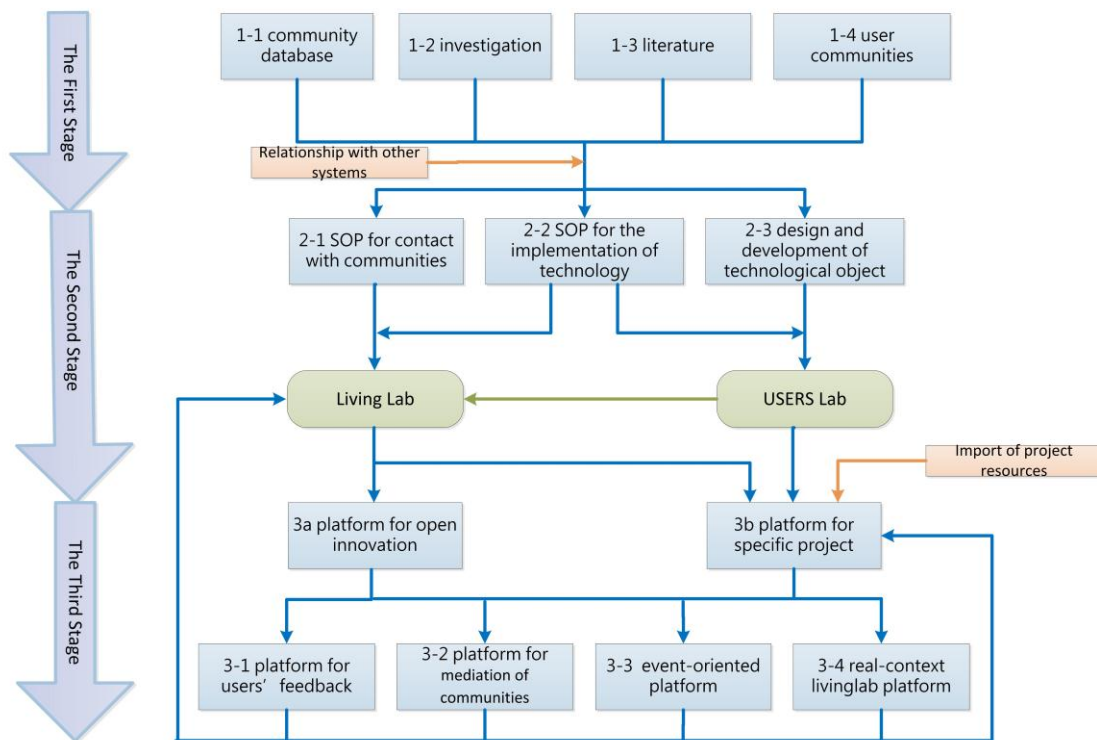 The First Stage
1-1 community
database
1-2 investigation
1-3 literature
1-4 user
communities
Relationship with other
systems
The Second Stage
2-1 SOP for contact
with communities
2-2 SOP for the
implementation of
technology
2-3 design and
development of
technological object
Living Lab
USERS Lab
Import of project
resources
The Third Stage
3a platform for open
innovation
3b platform for
specific project
3-1 platform for
users’ feedback
3-2 platform for
mediation of
communities
3-3 event-oriented
platform
3-4 real-context
livinglab platform